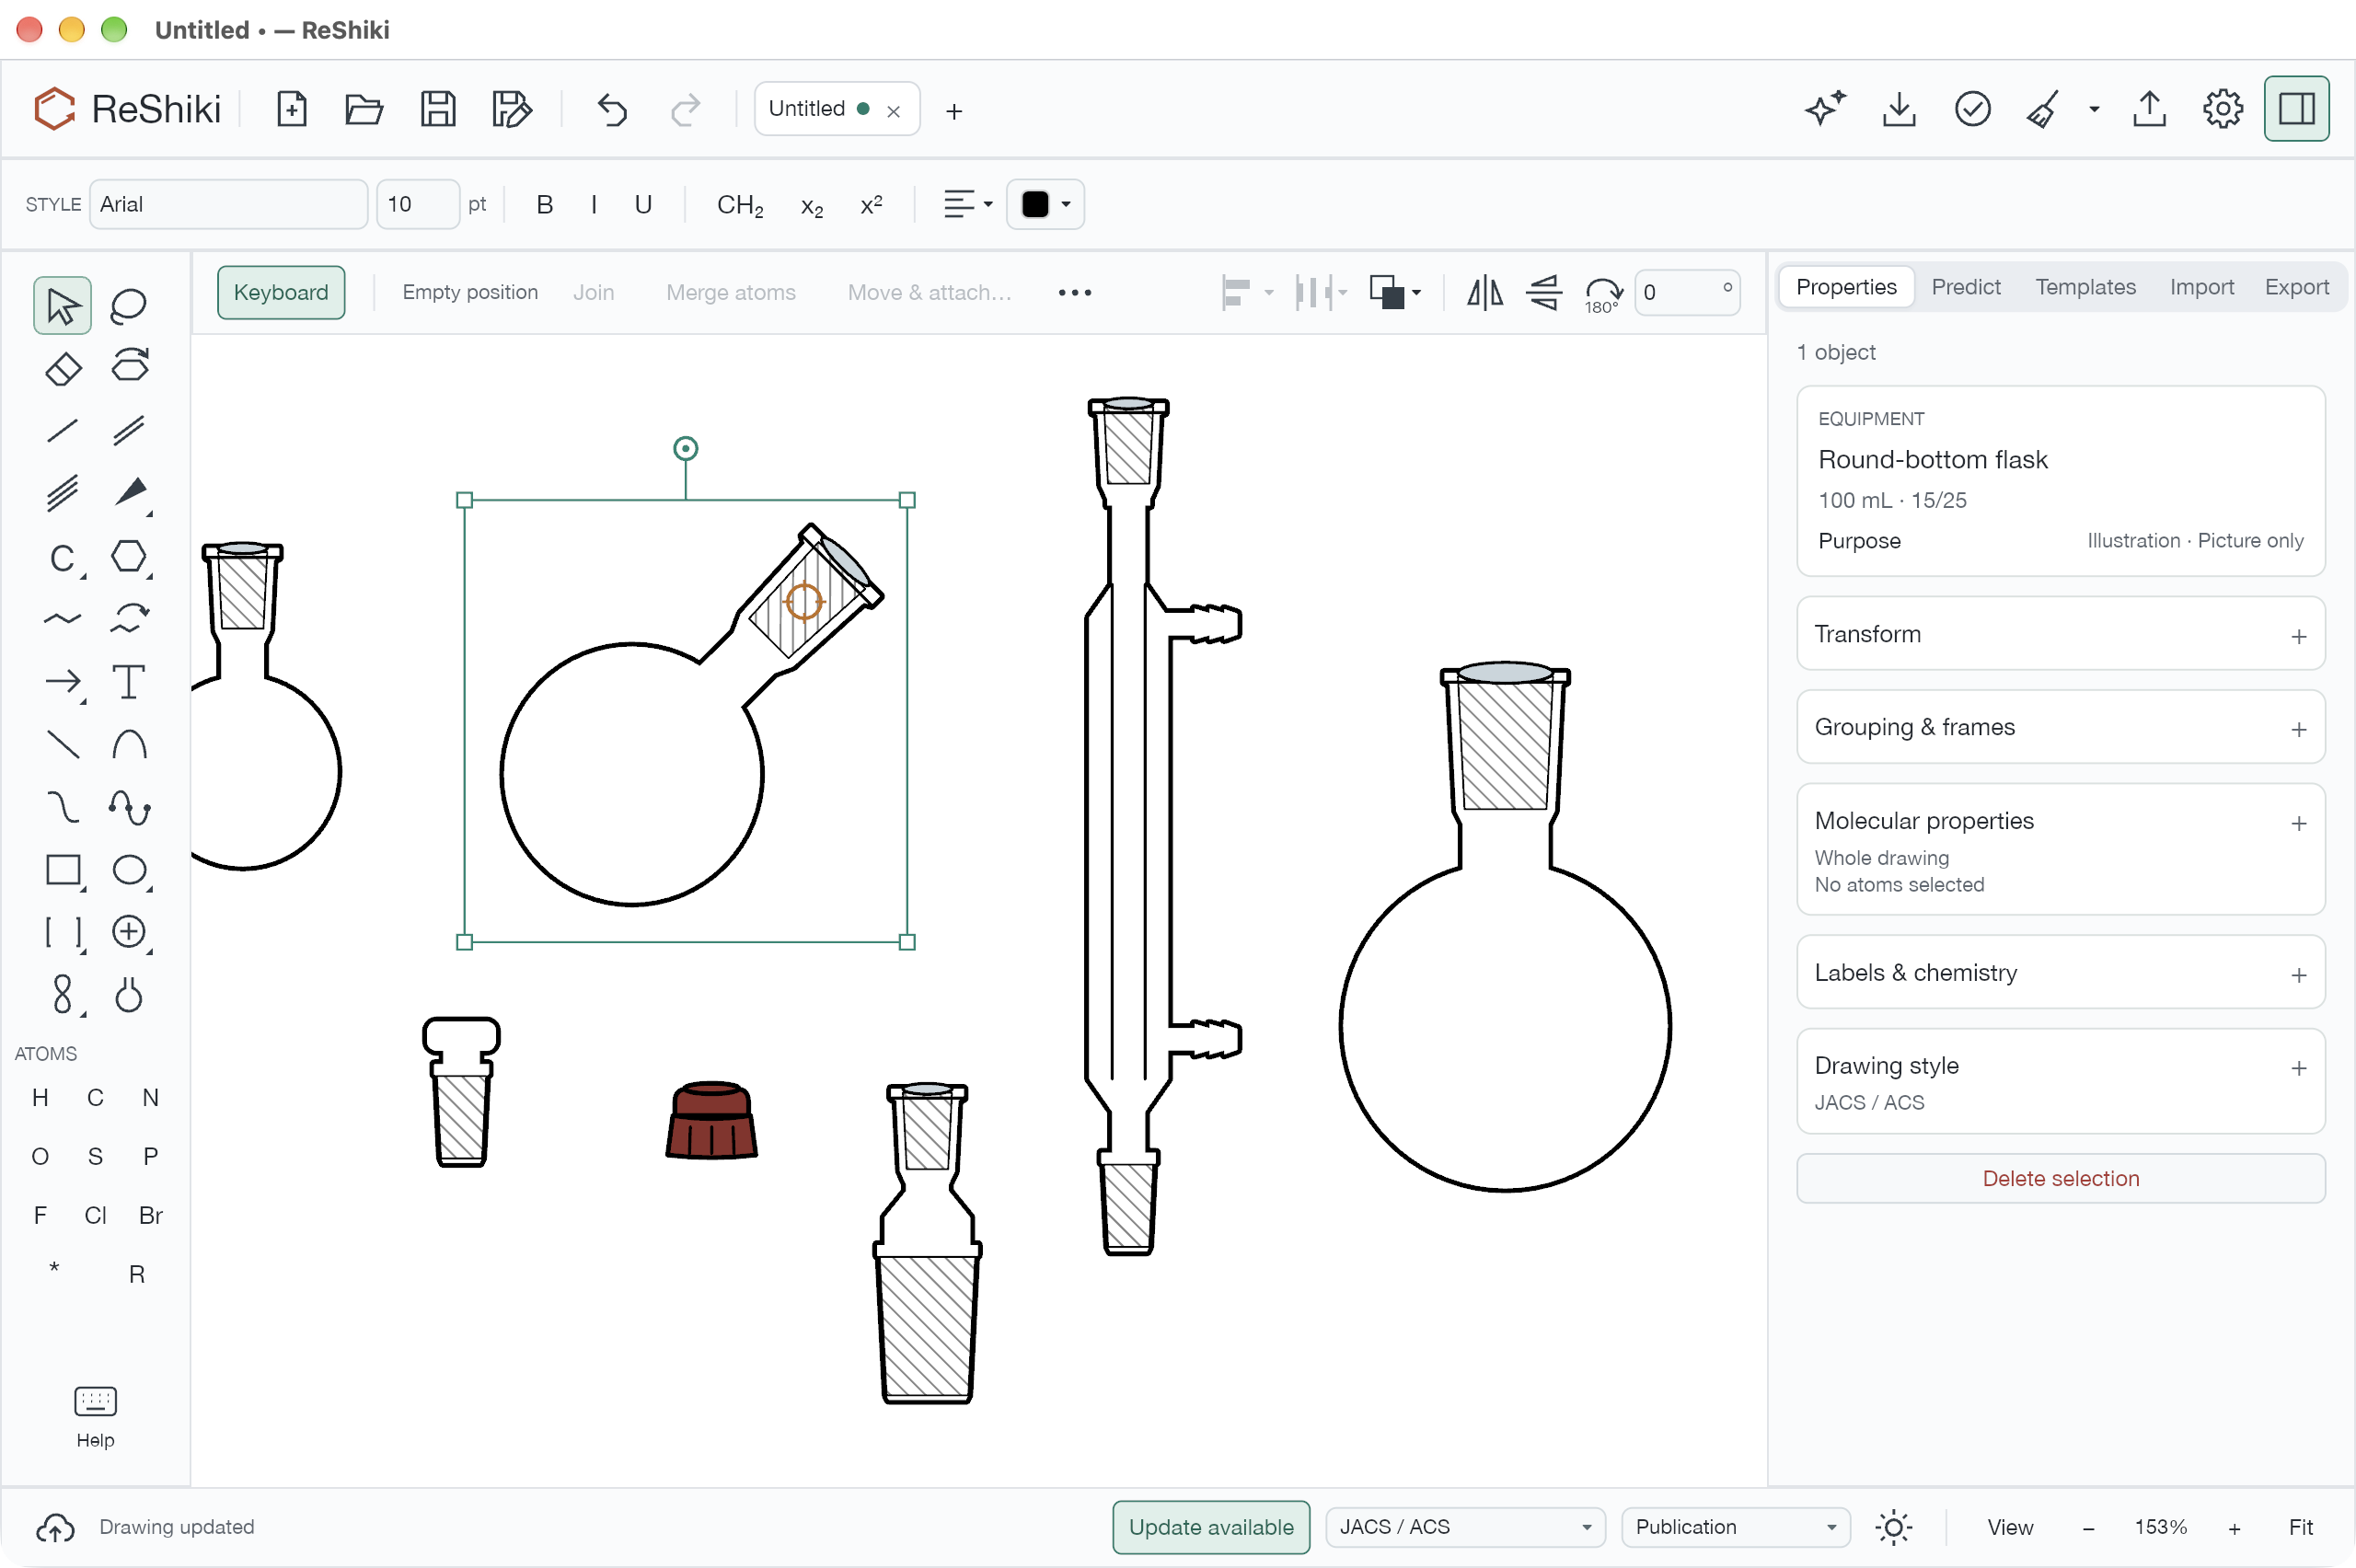 Untitled • — ReShiki
ReShiki
Untitled
STYLE Arial 10 pt B I U CH₂ x₂ x²
Keyboard Empty position Join Merge atoms Move & attach... 180° 0 °
Properties Predict Templates Import Export
1 object
EQUIPMENT
Round-bottom flask
100 mL · 15/25
Purpose Illustration · Picture only
Transform
Grouping & frames
Molecular properties
Whole drawing
No atoms selected
Labels & chemistry
Drawing style
JACS / ACS
Delete selection
C
T
ATOMS
H C N
O S P
F Cl Br
* R
Help
Drawing updated Update available JACS / ACS Publication View − 153% + Fit